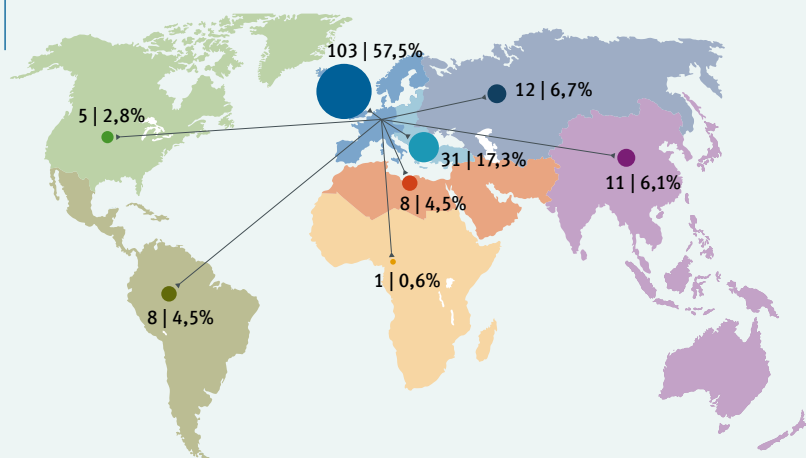 103 | 57,5%
12 | 6,7%
5 | 2,8%
31 | 17,3%
11 | 6,1%
8 | 4,5%
1 | 0,6%
8 | 4,5%